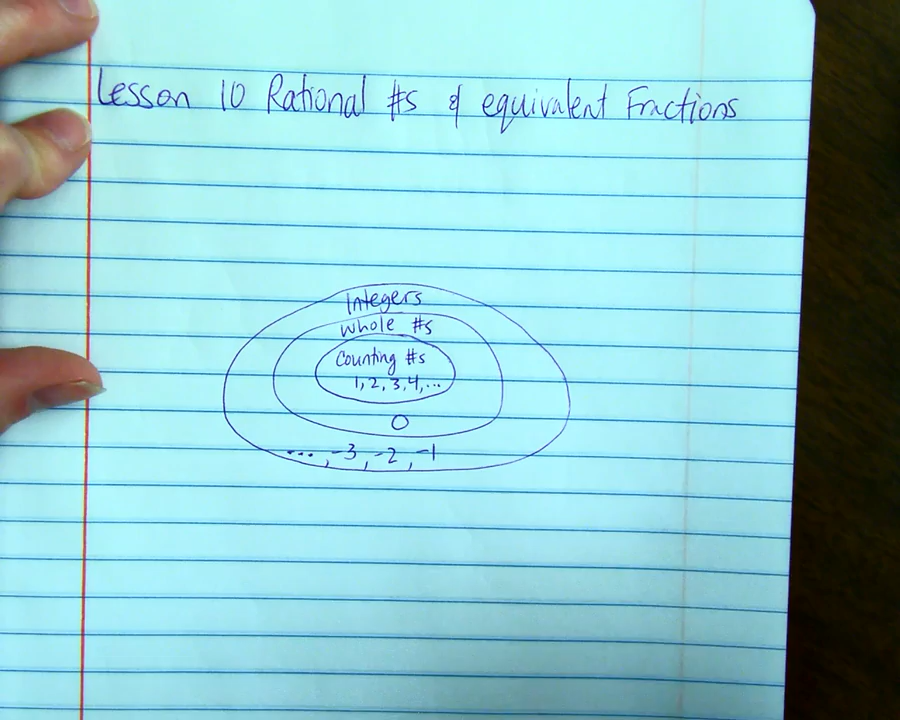 Lesson 10 Rational #s & equivalent Fractions
Integers
whole #s
Counting #s
1, 2, 3, 4, ...
0
..., -3, -2, -1